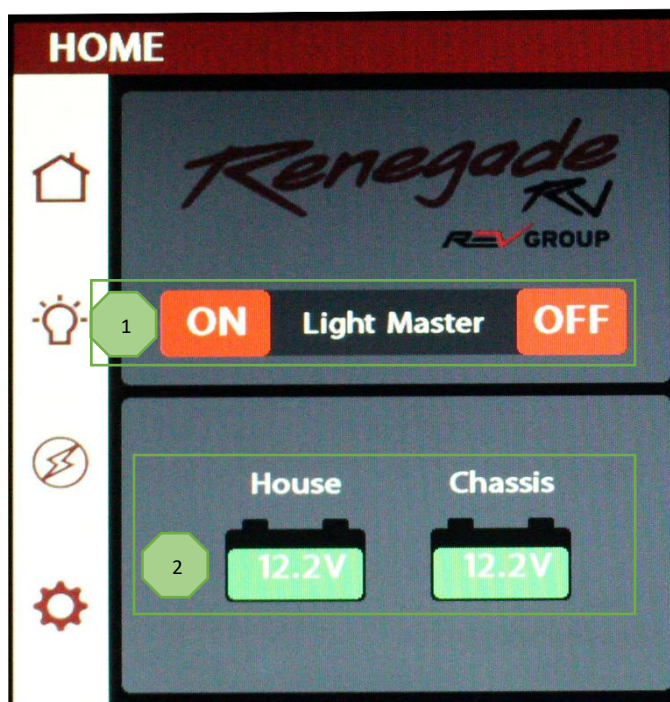 HOME
Renegade
RV
REV GROUP
1
ON Light Master OFF
House Chassis
2
12.2V 12.2V